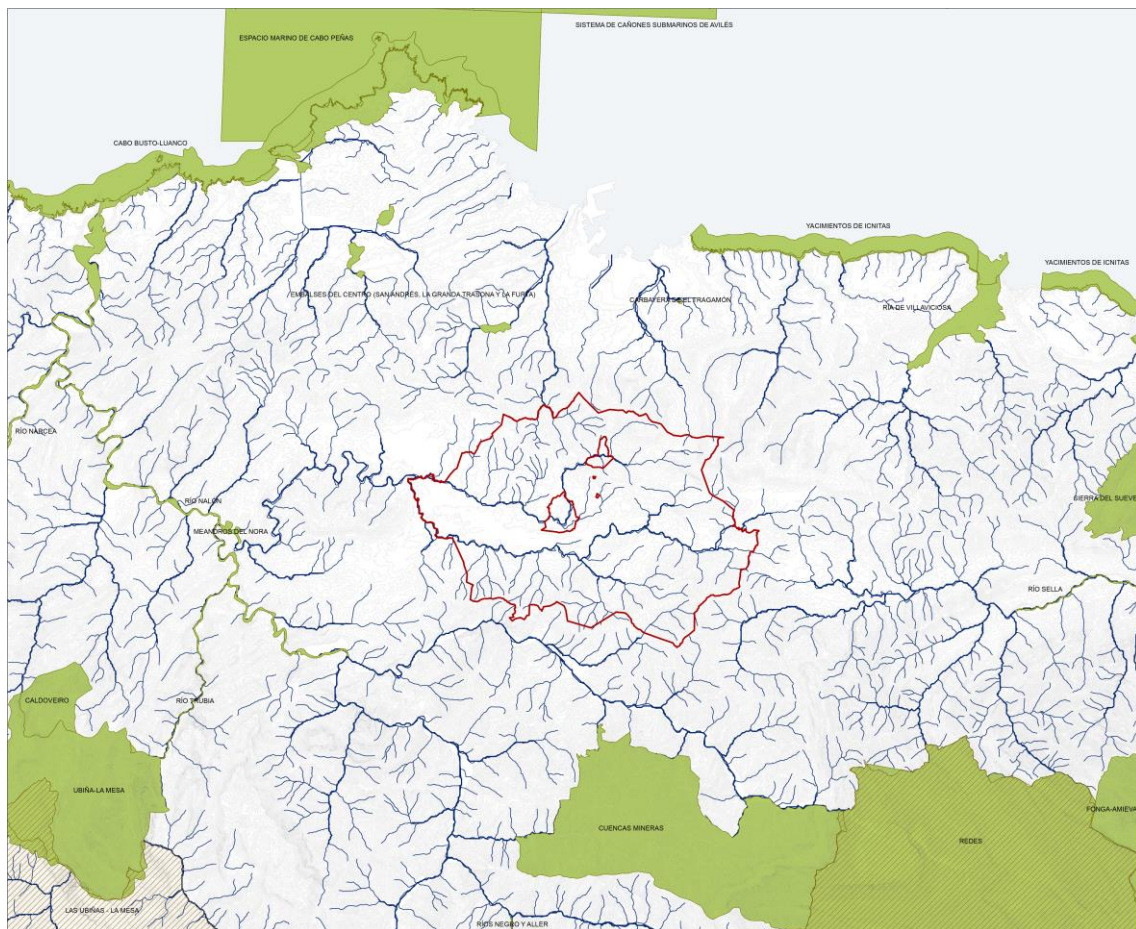 SISTEMA DE CAÑONES SUBMARINOS DE AVILÉS
ESPACIO MARINO DE CABO PEÑAS
CABO BUSTO-LUANCO
YACIMIENTOS DE ICNITAS
YACIMIENTOS DE ICNITAS
EMBALSES DEL CENTRO (SAN ANDRÉS, LA GRANDA, TRASONA Y LA FURTA)
CARBAYERA DE EL TRAGAMÓN
RÍA DE VILLAVICIOSA
RÍO NARCEA
RÍO NALÓN
SIERRA DEL SUEVE
MEANDROS DEL NORA
RÍO SELLA
CALDOVEIRO
RÍO TRUBIA
UBIÑA-LA MESA
FONGA-AMIEVA
CUENCAS MINERAS
REDES
LAS UBIÑAS - LA MESA
RÍOS NEGRO Y ALLER